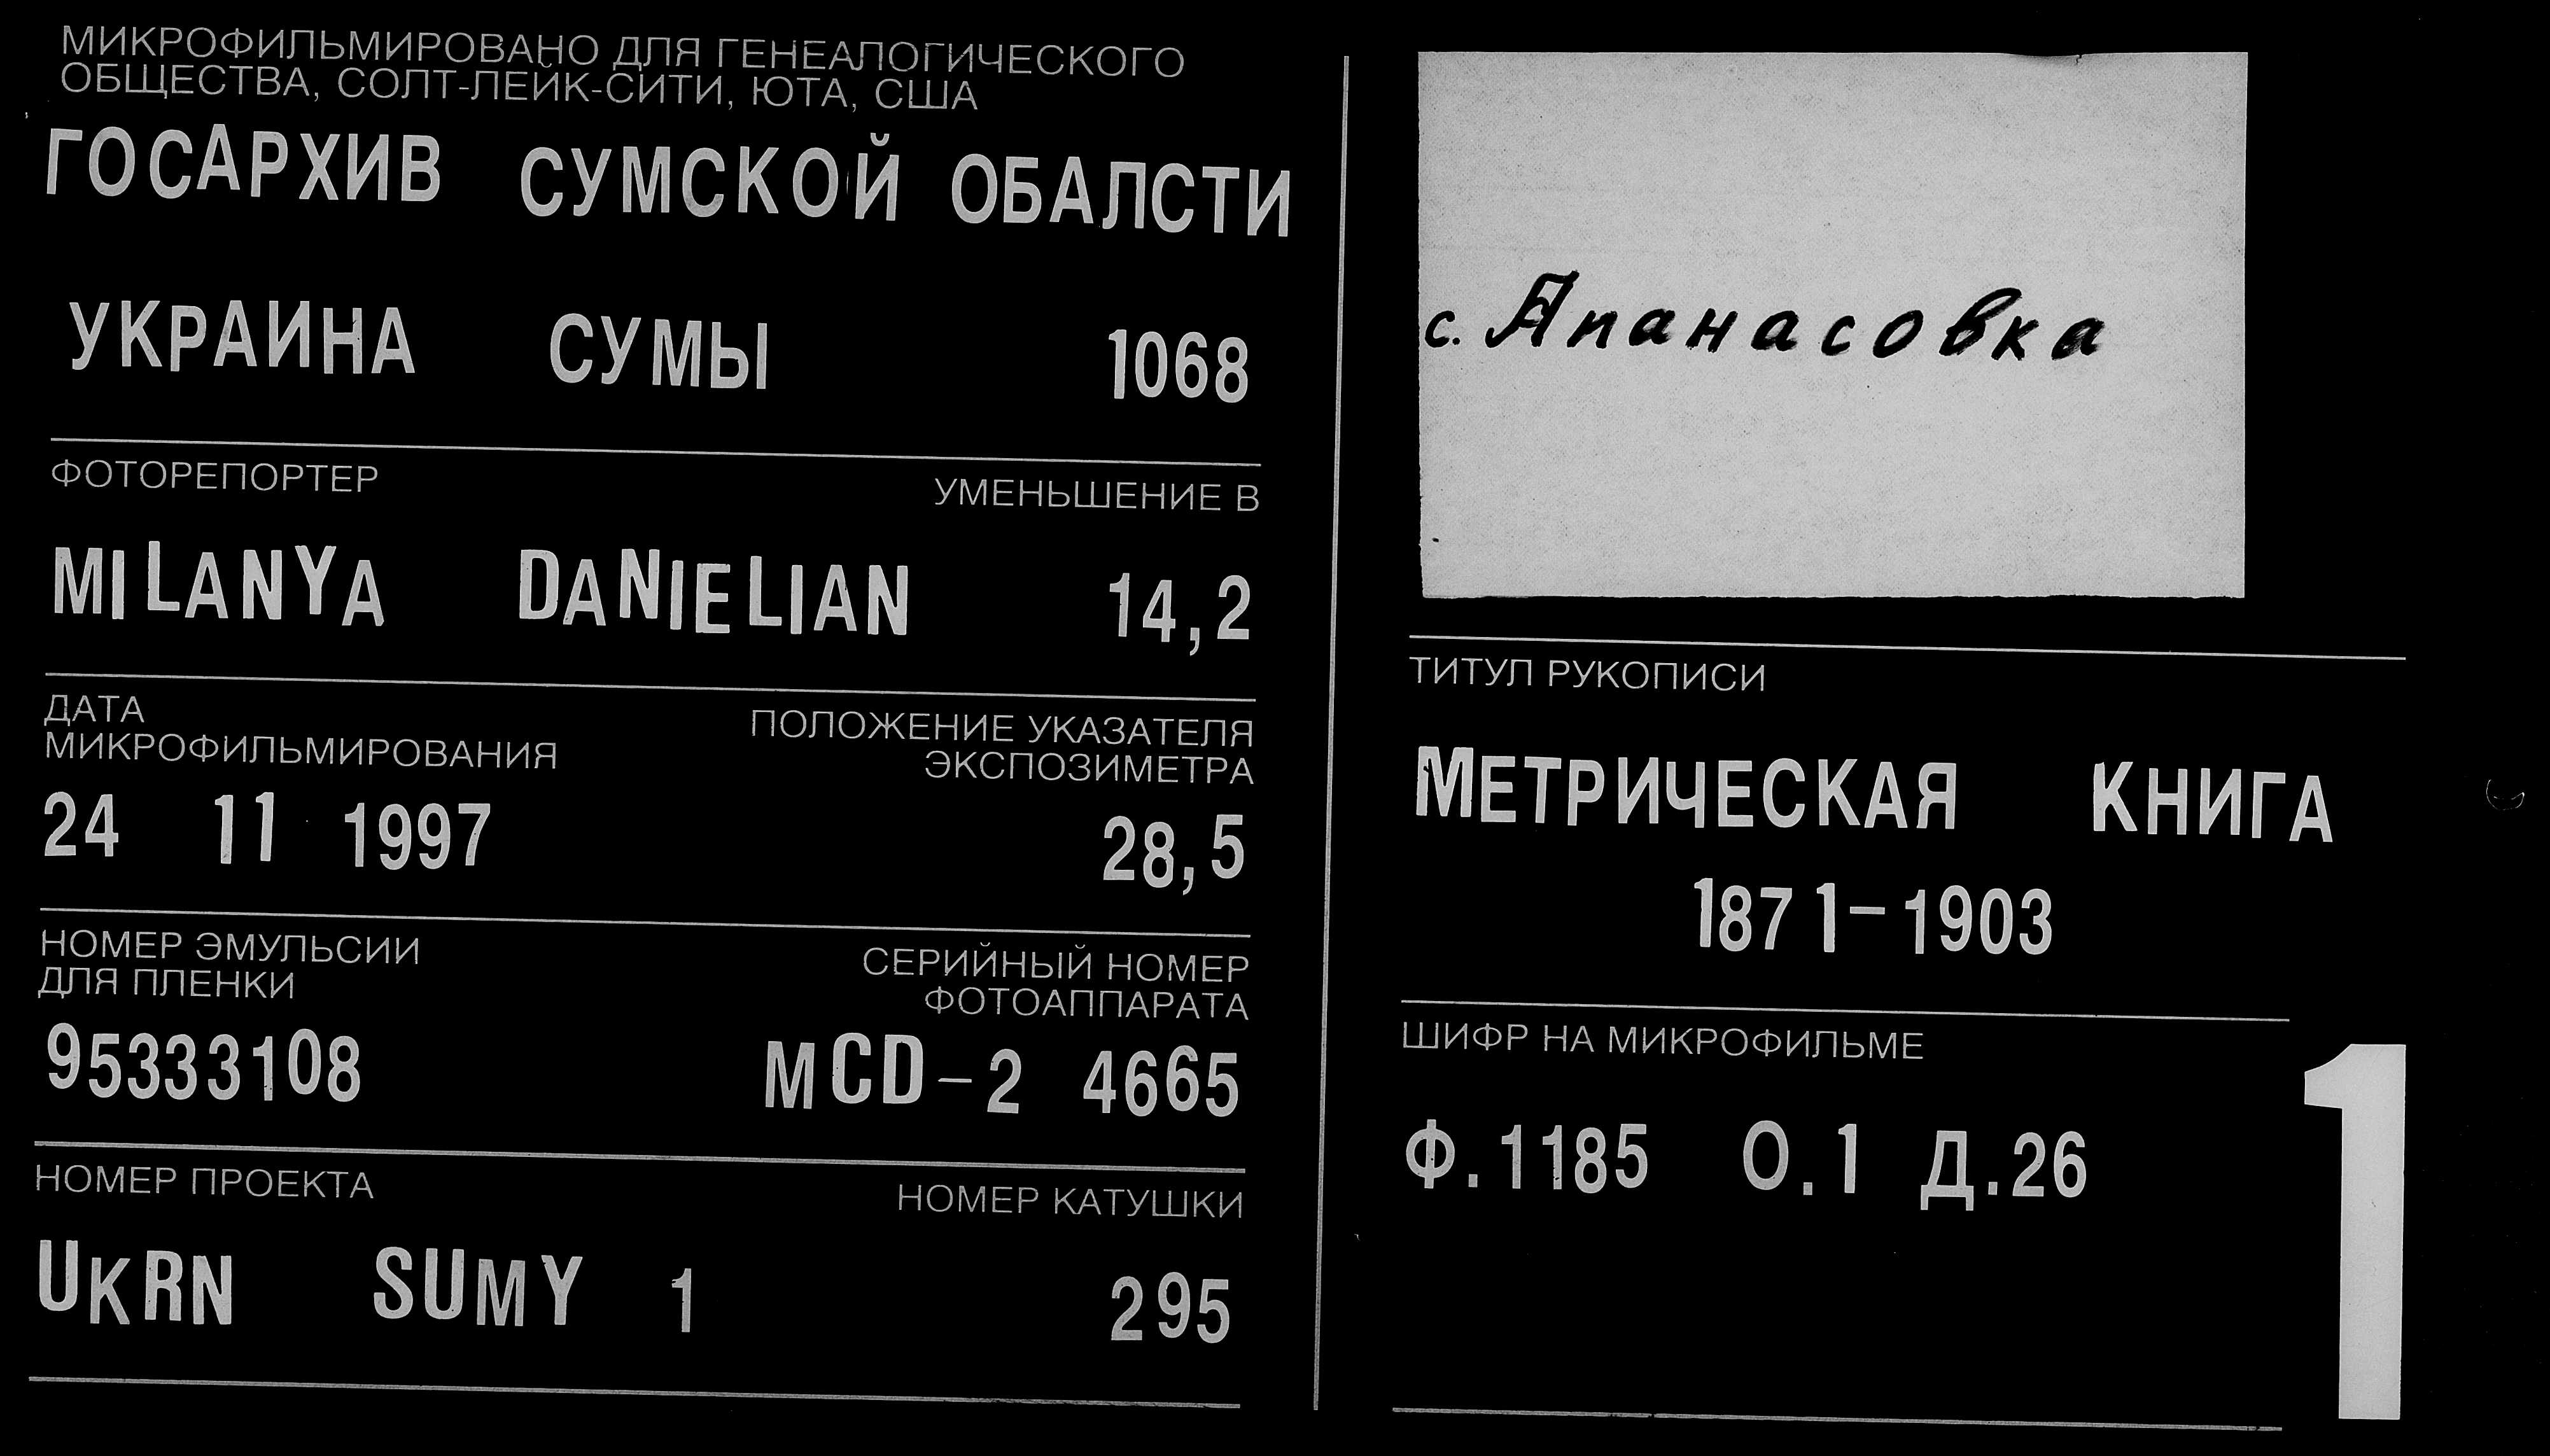 МИКРОФИЛЬМИРОВАНО ДЛЯ ГЕНЕАЛОГИЧЕСКОГО
ОБЩЕСТВА, СОЛТ-ЛЕЙК-СИТИ, ЮТА, США
ГОСАРХИВ СУМСКОЙ ОБАЛСТИ
УКРАИНА СУМЫ 1068
ФОТОРЕПОРТЕР УМЕНЬШЕНИЕ В
MILANYA DANIELIAN 14,2
ДАТА
МИКРОФИЛЬМИРОВАНИЯ
ПОЛОЖЕНИЕ УКАЗАТЕЛЯ
ЭКСПОЗИМЕТРА
24 11 1997 28,5
НОМЕР ЭМУЛЬСИИ
ДЛЯ ПЛЕНКИ
СЕРИЙНЫЙ НОМЕР
ФОТОАППАРАТА
95333108 MCD-2 4665
НОМЕР ПРОЕКТА НОМЕР КАТУШКИ
UKRN SUMY 1 295
с. Апанасовка
ТИТУЛ РУКОПИСИ
МЕТРИЧЕСКАЯ КНИГА
1871-1903
ШИФР НА МИКРОФИЛЬМЕ
Ф.1185 О.1 Д.26
1